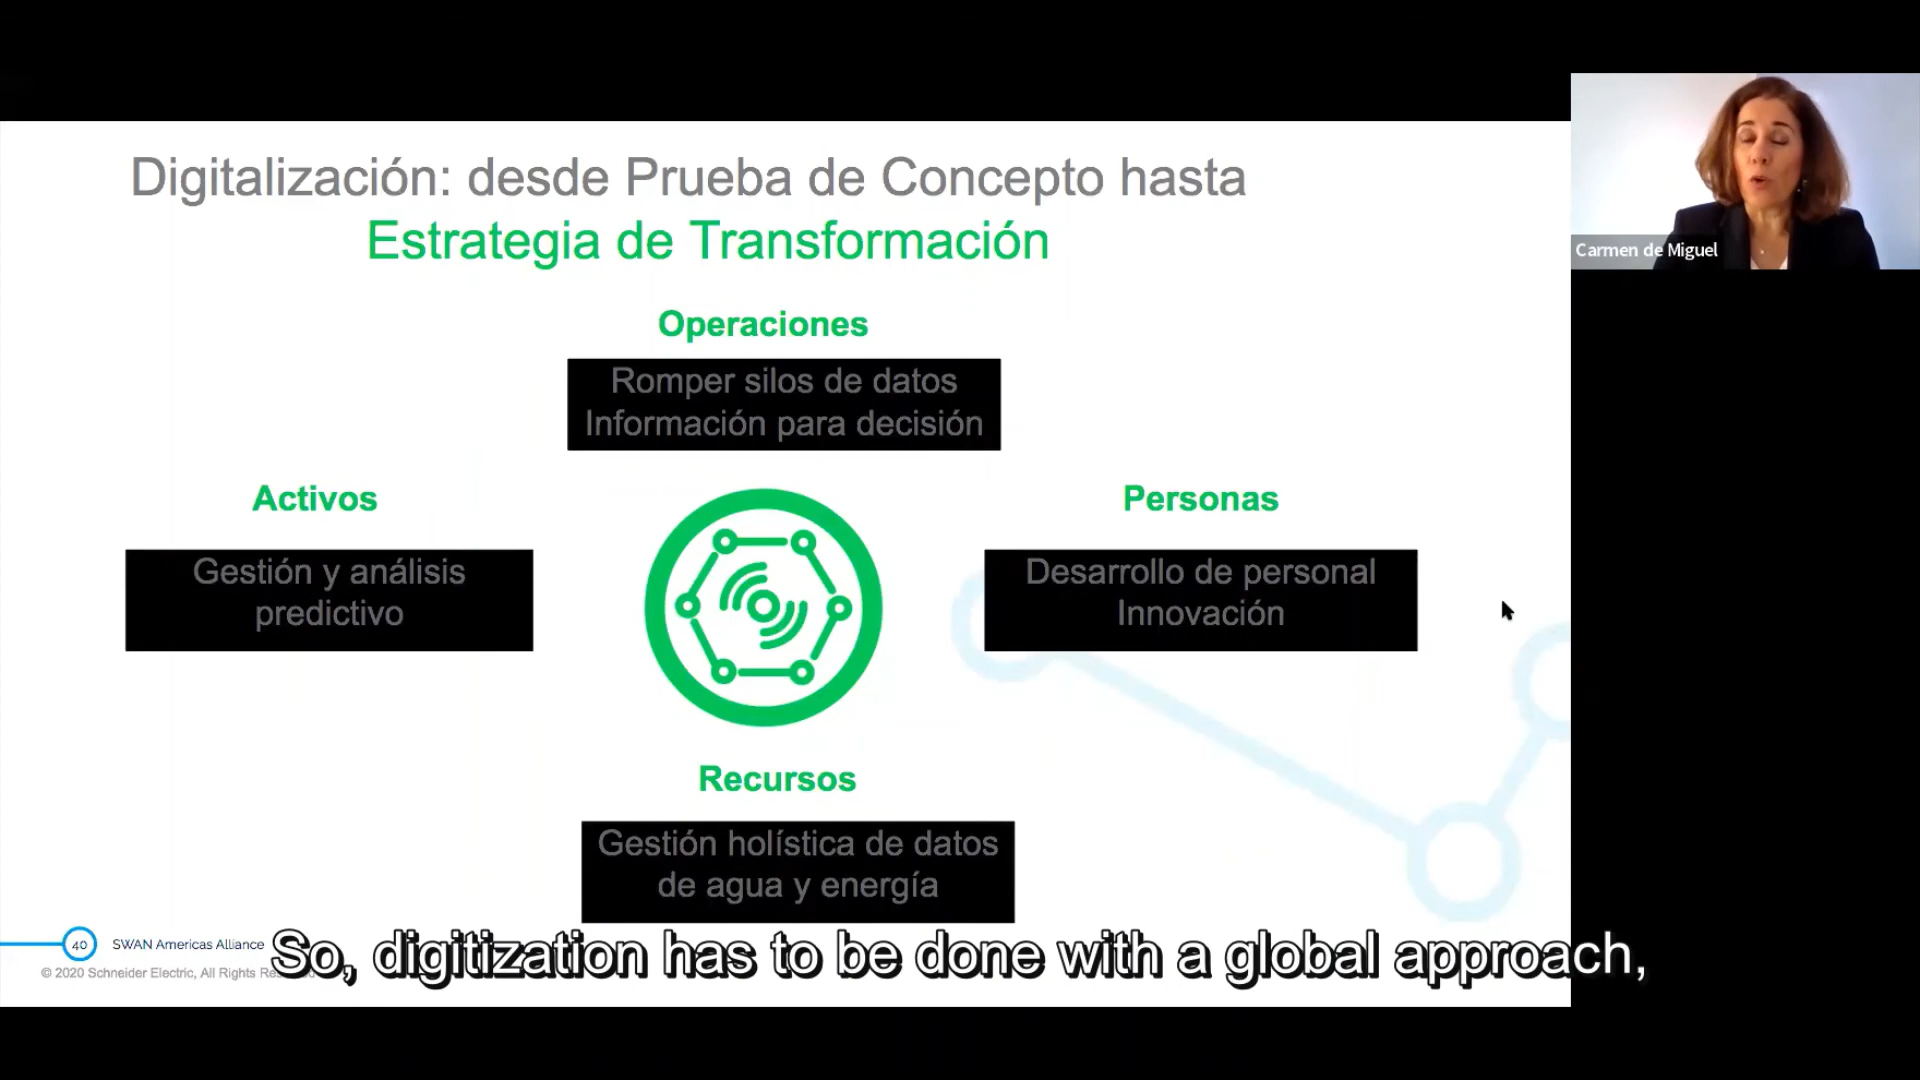 Digitalización: desde Prueba de Concepto hasta
Estrategia de Transformación
Carmen de Miguel
Operaciones
Romper silos de datos
Información para decisión
Activos
Gestión y análisis
predictivo
Personas
Desarrollo de personal
Innovación
Recursos
Gestión holística de datos
de agua y energía
40
SWAN Americas Alliance
© 2020 Schneider Electric, All Rights
So, digitization has to be done with a global approach,